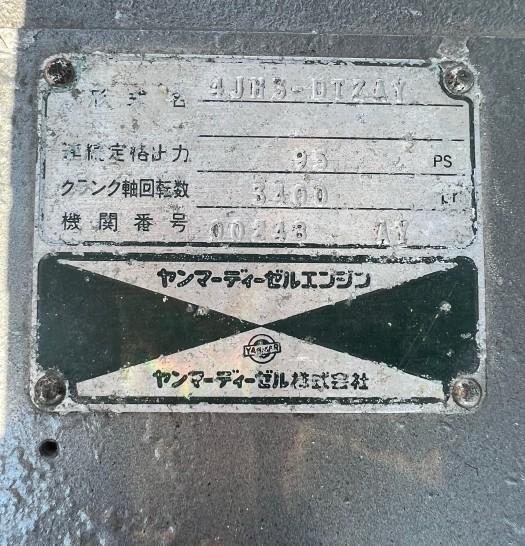 形式名 4JH3-DTZAY
連続定格出力 95 PS
クランク軸回転数 3400
機関番号 00248 AY
ヤンマーディーゼルエンジン
YANMAR
ヤンマーディーゼル株式会社